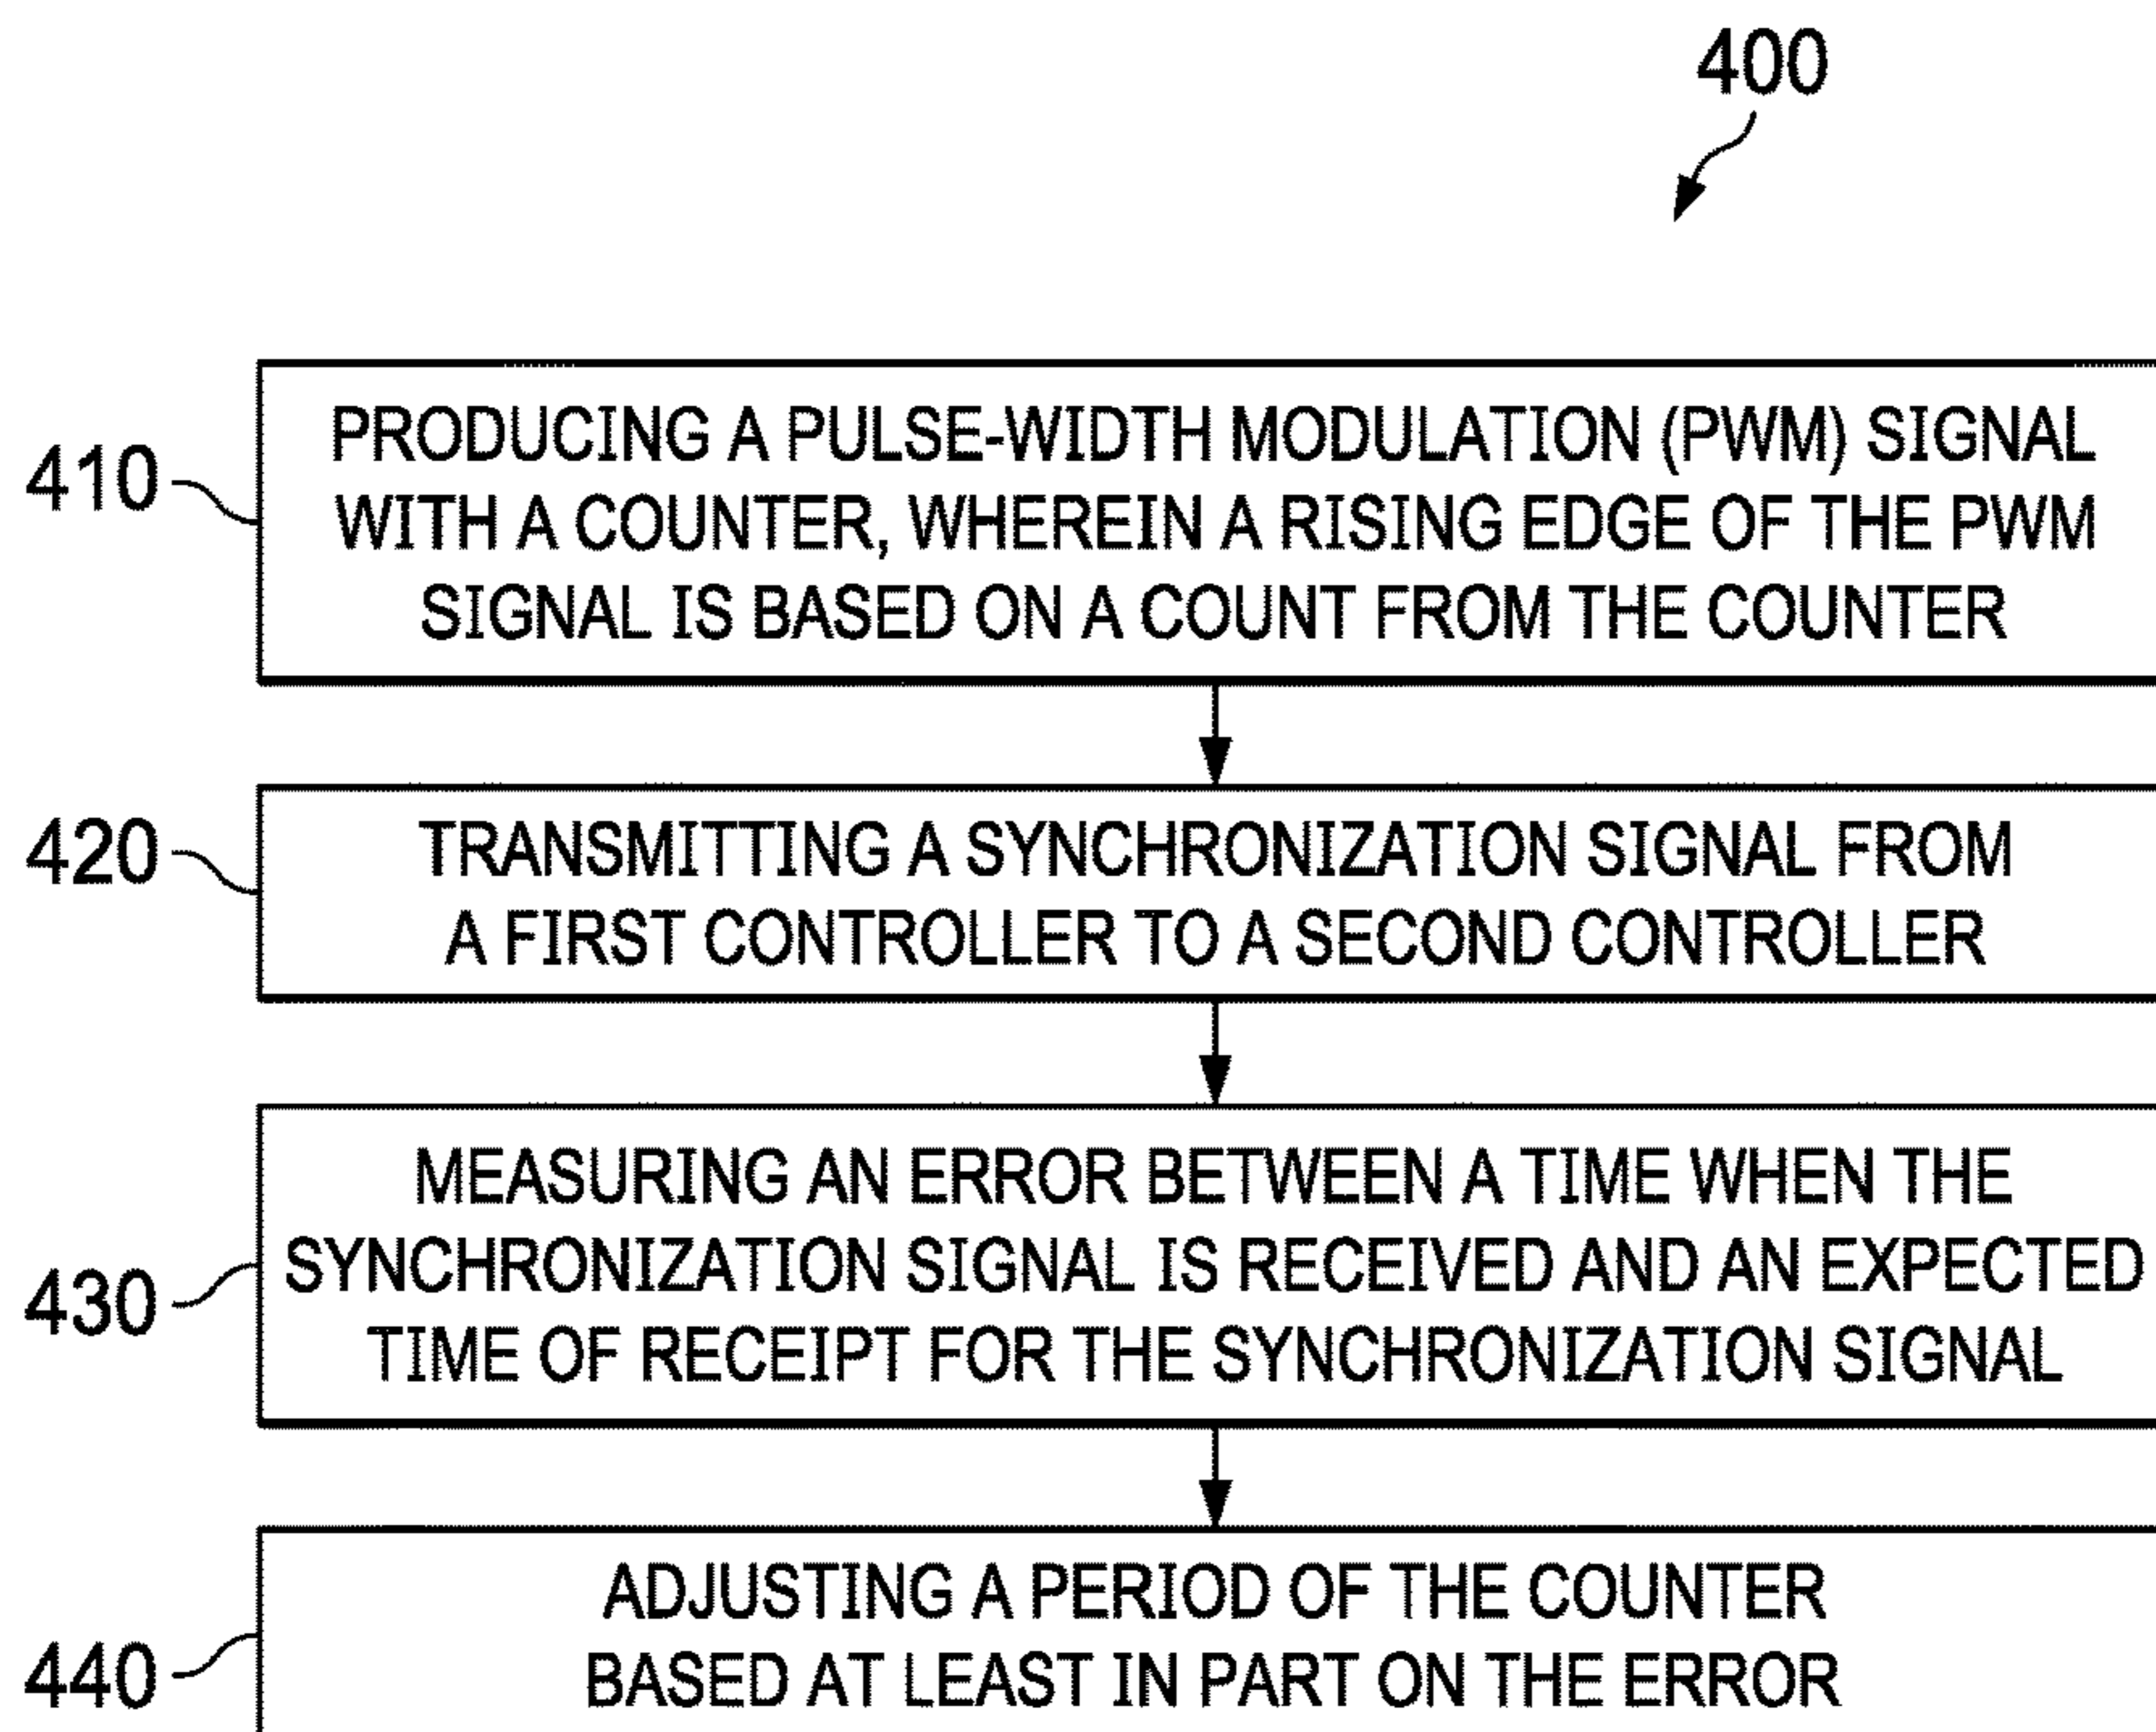 400
410
PRODUCING A PULSE-WIDTH MODULATION (PWM) SIGNAL
WITH A COUNTER, WHEREIN A RISING EDGE OF THE PWM
SIGNAL IS BASED ON A COUNT FROM THE COUNTER
420
TRANSMITTING A SYNCHRONIZATION SIGNAL FROM
A FIRST CONTROLLER TO A SECOND CONTROLLER
430
MEASURING AN ERROR BETWEEN A TIME WHEN THE
SYNCHRONIZATION SIGNAL IS RECEIVED AND AN EXPECTED
TIME OF RECEIPT FOR THE SYNCHRONIZATION SIGNAL
440
ADJUSTING A PERIOD OF THE COUNTER
BASED AT LEAST IN PART ON THE ERROR